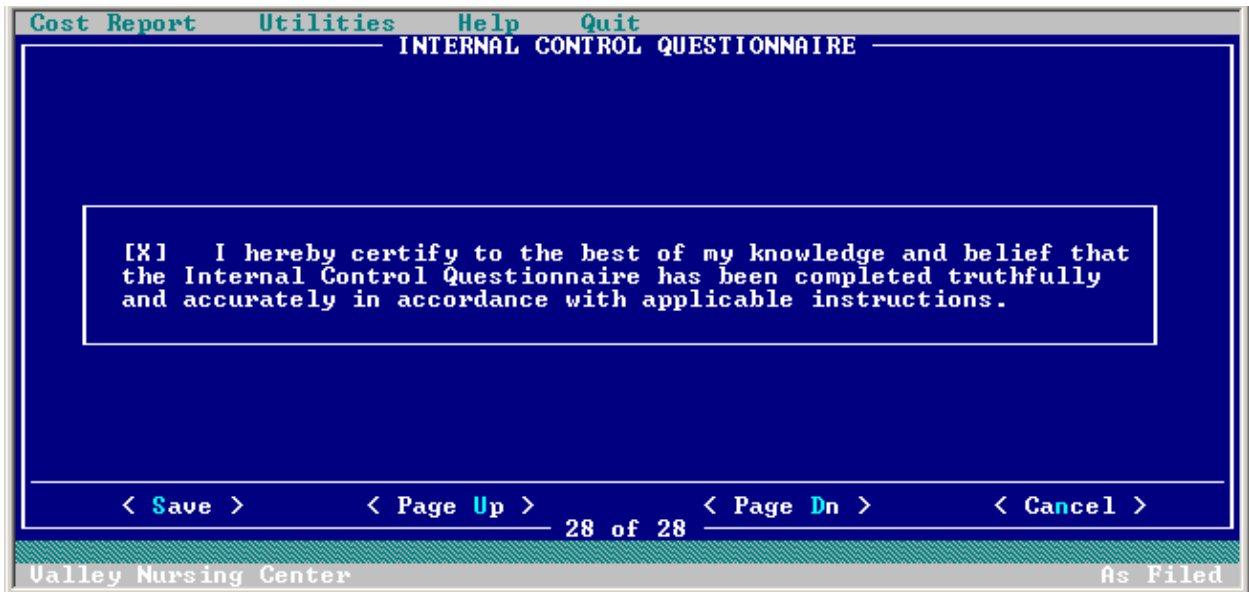 Cost Report Utilities Help Quit
INTERNAL CONTROL QUESTIONNAIRE
[X] I hereby certify to the best of my knowledge and belief that
the Internal Control Questionnaire has been completed truthfully
and accurately in accordance with applicable instructions.
< Save > < Page Up > < Page Dn > < Cancel >
28 of 28
Valley Nursing Center As Filed